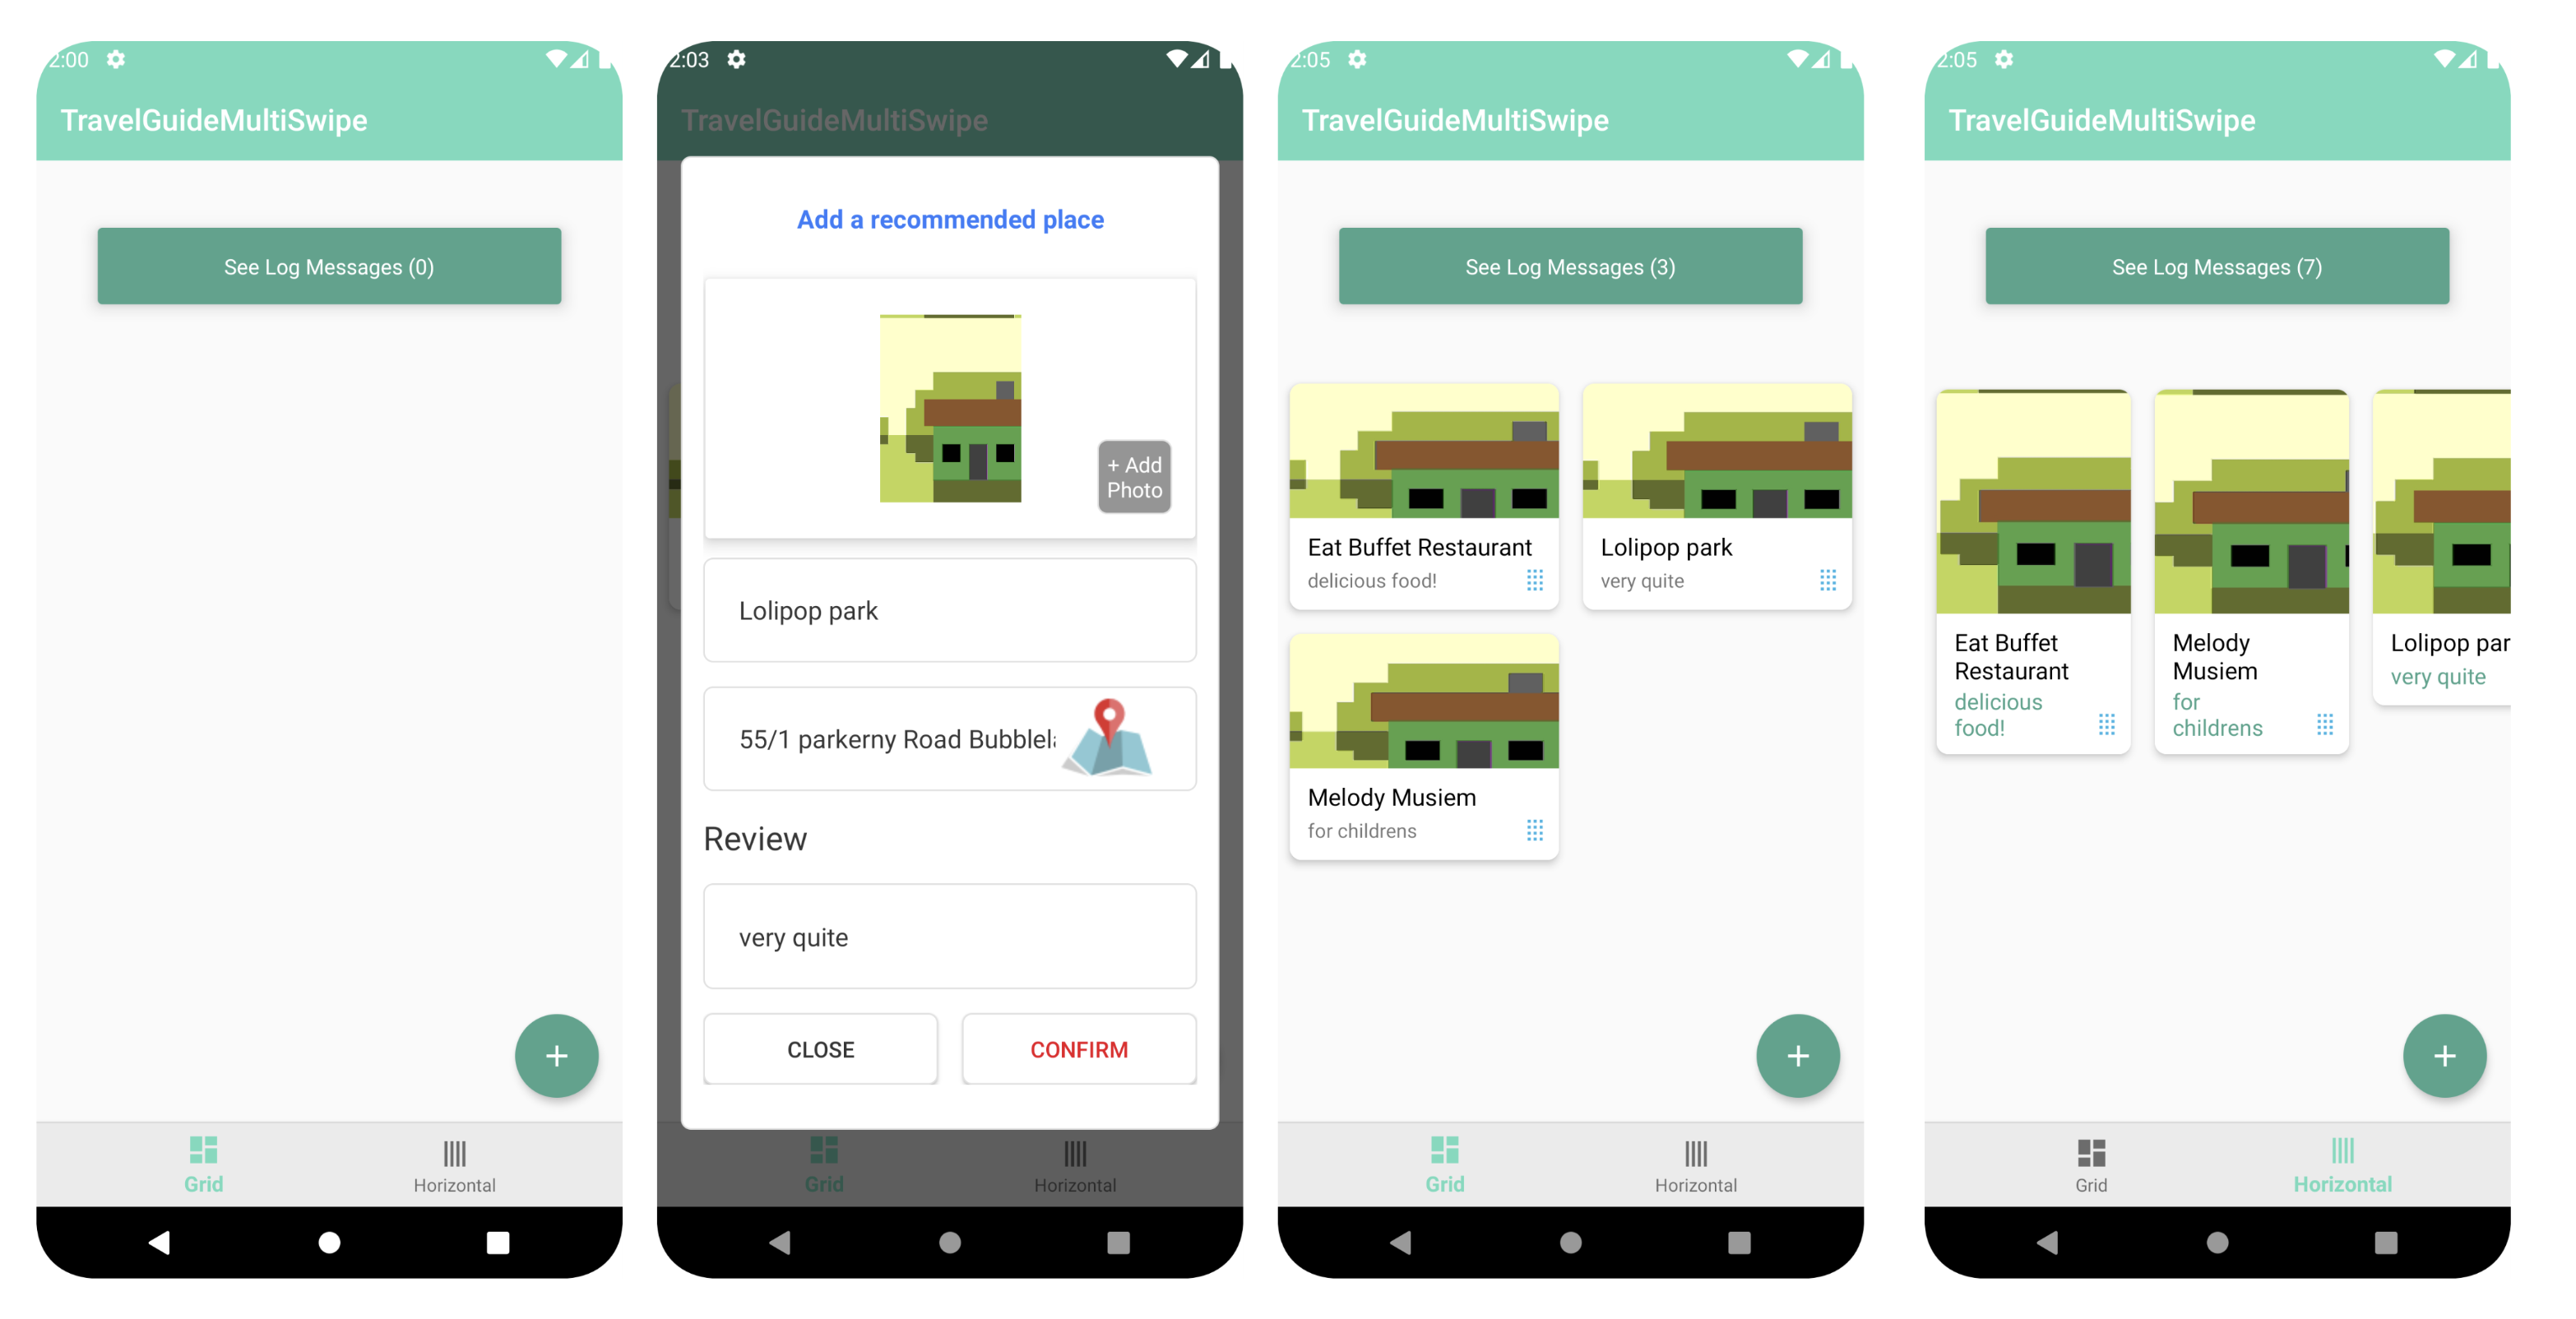 2:00
TravelGuideMultiSwipe
See Log Messages (0)
+
Grid
Horizontal
2:03
TravelGuideMultiSwipe
Add a recommended place
+ Add
Photo
Lolipop park
55/1 parkerny Road Bubblel
Review
very quite
CLOSE
CONFIRM
Grid
Horizontal
2:05
TravelGuideMultiSwipe
See Log Messages (3)
Eat Buffet Restaurant
delicious food!
Lolipop park
very quite
Melody Musiem
for childrens
+
Grid
Horizontal
2:05
TravelGuideMultiSwipe
See Log Messages (7)
Eat Buffet
Restaurant
delicious
food!
Melody
Musiem
for
childrens
Lolipop par
very quite
+
Grid
Horizontal